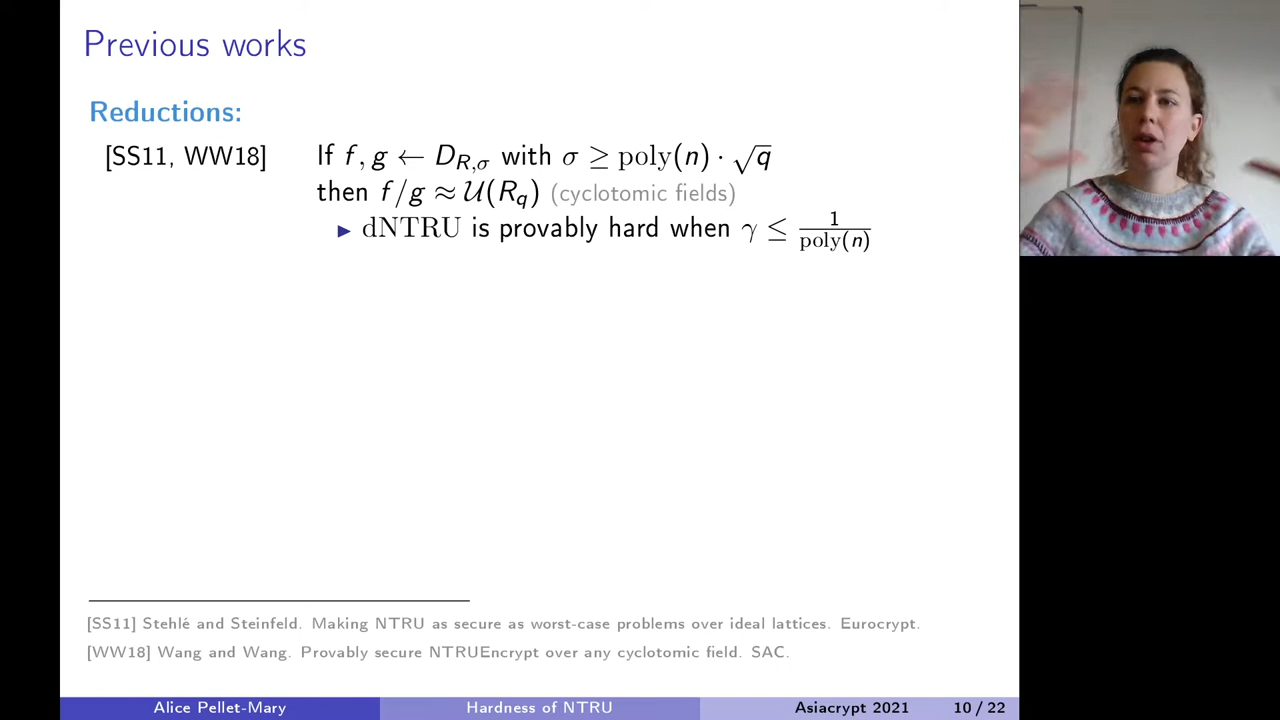 Previous works
Reductions:
[SS11, WW18] If f, g ← D_{R,σ} with σ ≥ poly(n) · √q
then f/g ≈ 𝒰(R_q) (cyclotomic fields)
▶ dNTRU is provably hard when γ ≤ 1/poly(n)
[SS11] Stehlé and Steinfeld. Making NTRU as secure as worst-case problems over ideal lattices. Eurocrypt.
[WW18] Wang and Wang. Provably secure NTRUEncrypt over any cyclotomic field. SAC.
Alice Pellet-Mary Hardness of NTRU Asiacrypt 2021 10 / 22